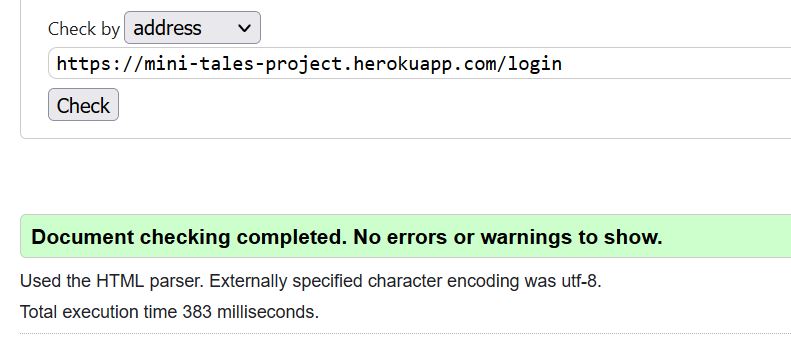 Check by address
https://mini-tales-project.herokuapp.com/login
Check
Document checking completed. No errors or warnings to show.
Used the HTML parser. Externally specified character encoding was utf-8.
Total execution time 383 milliseconds.